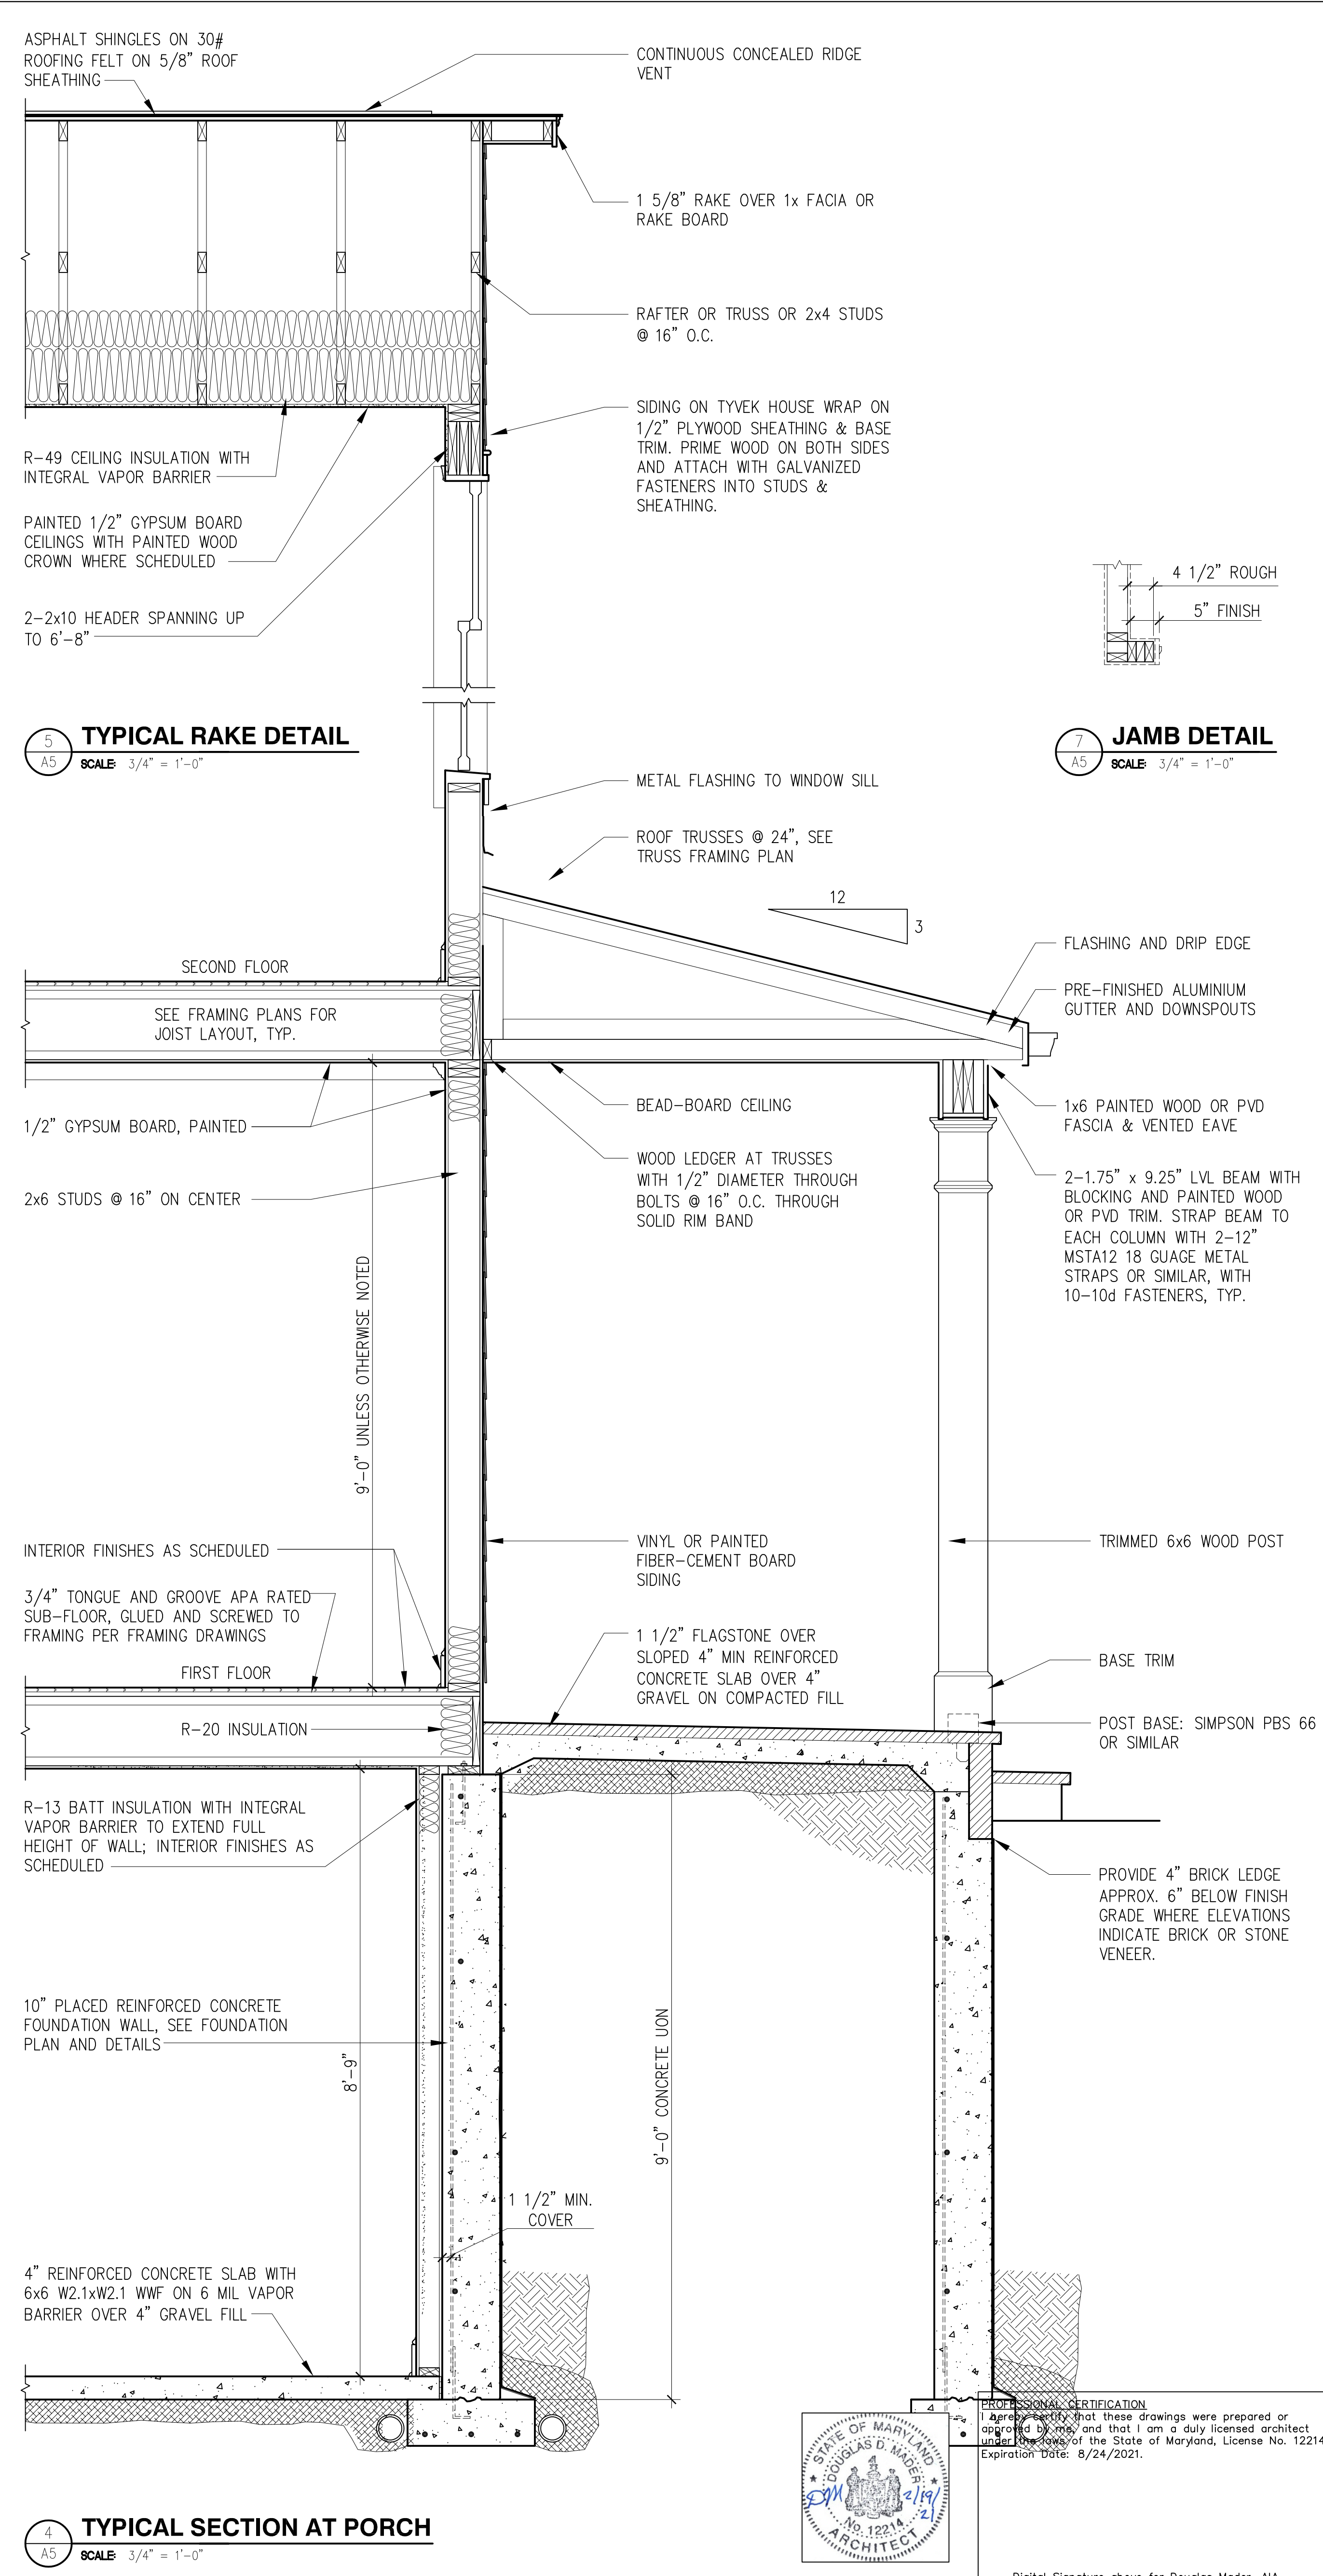 ASPHALT SHINGLES ON 30#
ROOFING FELT ON 5/8" ROOF
SHEATHING
CONTINUOUS CONCEALED RIDGE
VENT
1 5/8" RAKE OVER 1x FACIA OR
RAKE BOARD
RAFTER OR TRUSS OR 2x4 STUDS
@ 16" O.C.
SIDING ON TYVEK HOUSE WRAP ON
1/2" PLYWOOD SHEATHING & BASE
TRIM. PRIME WOOD ON BOTH SIDES
AND ATTACH WITH GALVANIZED
FASTENERS INTO STUDS &
SHEATHING.
R-49 CEILING INSULATION WITH
INTEGRAL VAPOR BARRIER
PAINTED 1/2" GYPSUM BOARD
CEILINGS WITH PAINTED WOOD
CROWN WHERE SCHEDULED
2-2x10 HEADER SPANNING UP
TO 6'-8"
4 1/2" ROUGH
5" FINISH
5
A5
TYPICAL RAKE DETAIL
SCALE: 3/4" = 1'-0"
7
A5
JAMB DETAIL
SCALE: 3/4" = 1'-0"
METAL FLASHING TO WINDOW SILL
ROOF TRUSSES @ 24", SEE
TRUSS FRAMING PLAN
12
3
FLASHING AND DRIP EDGE
PRE-FINISHED ALUMINIUM
GUTTER AND DOWNSPOUTS
SECOND FLOOR
SEE FRAMING PLANS FOR
JOIST LAYOUT, TYP.
1/2" GYPSUM BOARD, PAINTED
BEAD-BOARD CEILING
1x6 PAINTED WOOD OR PVD
FASCIA & VENTED EAVE
2x6 STUDS @ 16" ON CENTER
WOOD LEDGER AT TRUSSES
WITH 1/2" DIAMETER THROUGH
BOLTS @ 16" O.C. THROUGH
SOLID RIM BAND
2-1.75" x 9.25" LVL BEAM WITH
BLOCKING AND PAINTED WOOD
OR PVD TRIM. STRAP BEAM TO
EACH COLUMN WITH 2-12"
MSTA12 18 GUAGE METAL
STRAPS OR SIMILAR, WITH
10-10d FASTENERS, TYP.
9'-0" UNLESS OTHERWISE NOTED
INTERIOR FINISHES AS SCHEDULED
3/4" TONGUE AND GROOVE APA RATED
SUB-FLOOR, GLUED AND SCREWED TO
FRAMING PER FRAMING DRAWINGS
FIRST FLOOR
R-20 INSULATION
VINYL OR PAINTED
FIBER-CEMENT BOARD
SIDING
TRIMMED 6x6 WOOD POST
1 1/2" FLAGSTONE OVER
SLOPED 4" MIN REINFORCED
CONCRETE SLAB OVER 4"
GRAVEL ON COMPACTED FILL
BASE TRIM
POST BASE: SIMPSON PBS 66
OR SIMILAR
R-13 BATT INSULATION WITH INTEGRAL
VAPOR BARRIER TO EXTEND FULL
HEIGHT OF WALL; INTERIOR FINISHES AS
SCHEDULED
PROVIDE 4" BRICK LEDGE
APPROX. 6" BELOW FINISH
GRADE WHERE ELEVATIONS
INDICATE BRICK OR STONE
VENEER.
10" PLACED REINFORCED CONCRETE
FOUNDATION WALL, SEE FOUNDATION
PLAN AND DETAILS
8'-9"
9'-0" CONCRETE UON
1 1/2" MIN.
COVER
4" REINFORCED CONCRETE SLAB WITH
6x6 W2.1xW2.1 WWF ON 6 MIL VAPOR
BARRIER OVER 4" GRAVEL FILL
PROFESSIONAL CERTIFICATION
I hereby certify that these drawings were prepared or
approved by me, and that I am a duly licensed architect
under the laws of the State of Maryland, License No. 12214
Expiration Date: 8/24/2021.
STATE OF MARYLAND
DOUGLAS D. MADER
DM
2/19/
21
No. 12214
ARCHITECT
4
A5
TYPICAL SECTION AT PORCH
SCALE: 3/4" = 1'-0"
Digital Signature above for Douglas Mader, AIA